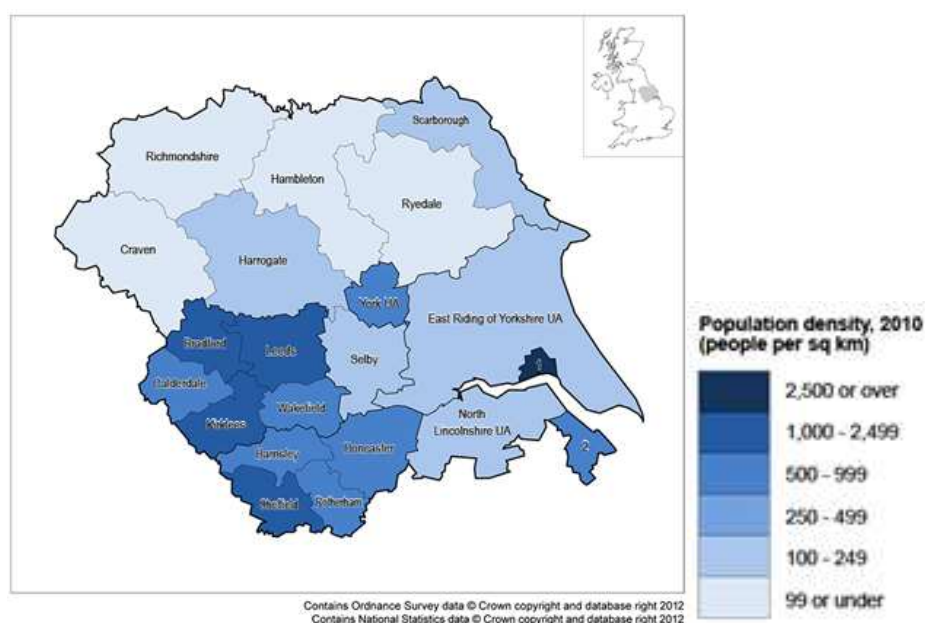 Scarborough
Richmondshire
Hambleton
Ryedale
Craven
Harrogate
York UA
East Riding of Yorkshire UA
Bradford
Leeds
Selby
1
Calderdale
Wakefield
Kirklees
North
Lincolnshire UA
Doncaster
2
Barnsley
Sheffield
Rotherham
Population density, 2010
(people per sq km)
2,500 or over
1,000 - 2,499
500 - 999
250 - 499
100 - 249
99 or under
Contains Ordnance Survey data © Crown copyright and database right 2012
Contains National Statistics data © Crown copyright and database right 2012